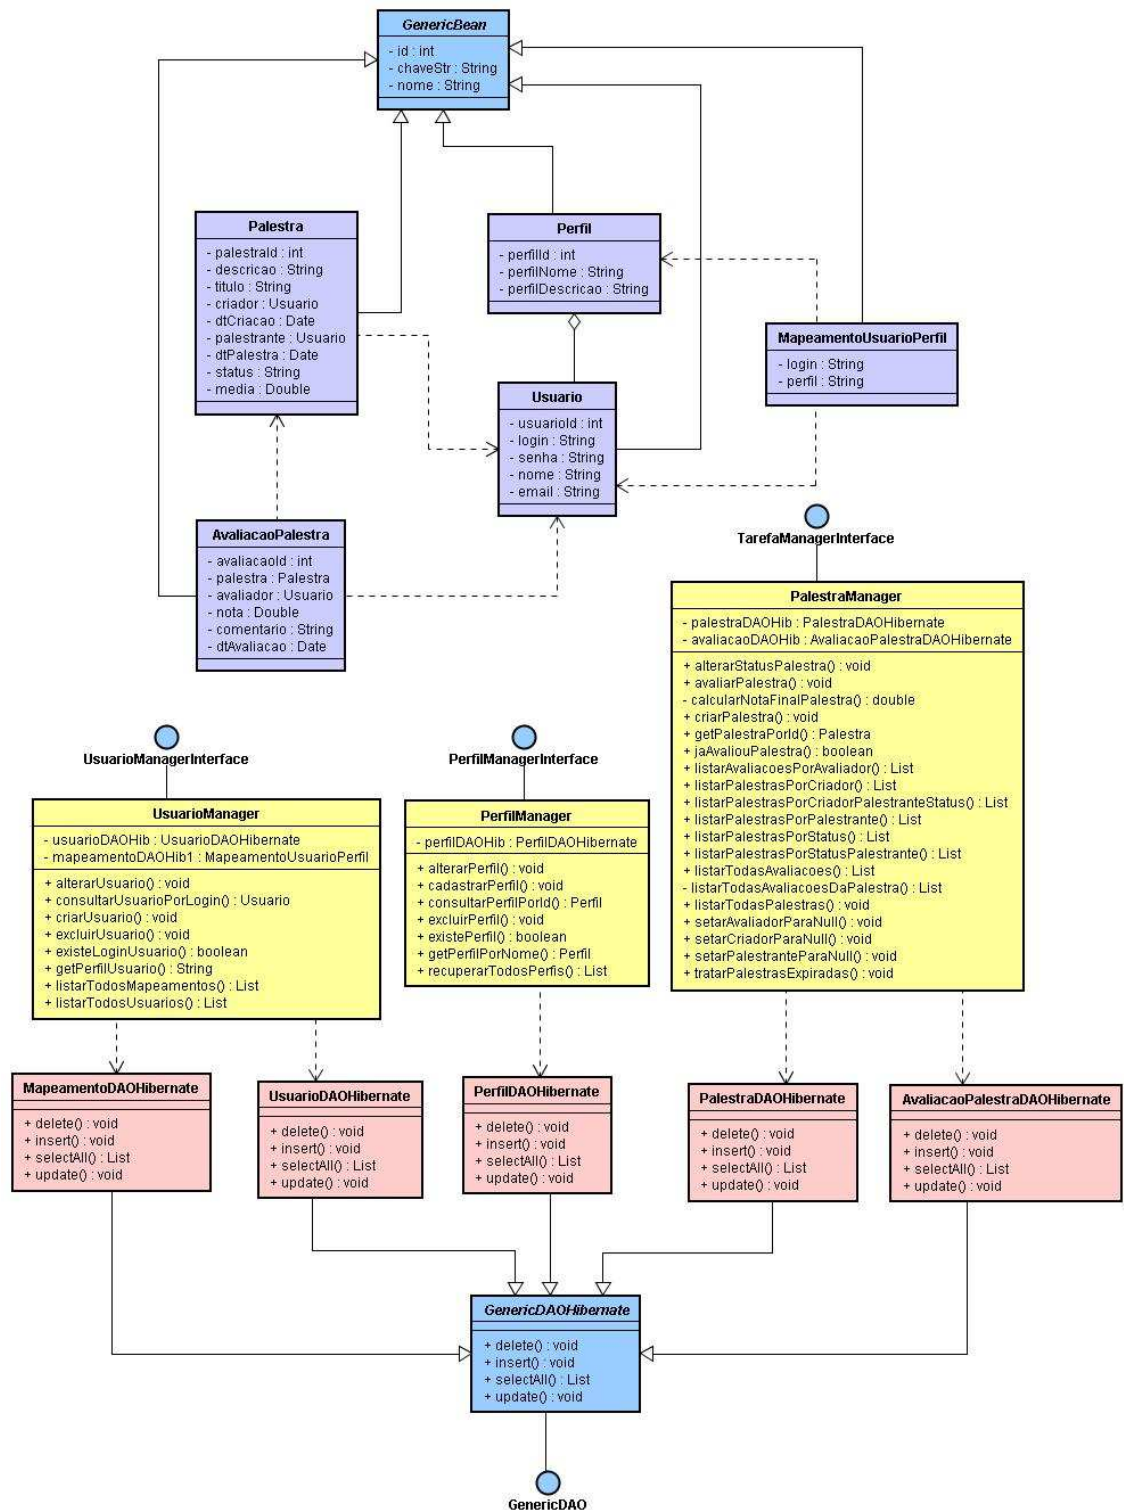 GenericBean
- id : int
- chaveStr : String
- nome : String
Palestra
- palestraId : int
- descricao : String
- titulo : String
- criador : Usuario
- dtCriacao : Date
- palestrante : Usuario
- dtPalestra : Date
- status : String
- media : Double
Perfil
- perfilId : int
- perfilNome : String
- perfilDescricao : String
MapeamentoUsuarioPerfil
- login : String
- perfil : String
Usuario
- usuarioId : int
- login : String
- senha : String
- nome : String
- email : String
AvaliacaoPalestra
- avaliacaoId : int
- palestra : Palestra
- avaliador : Usuario
- nota : Double
- comentario : String
- dtAvaliacao : Date
TarefaManagerInterface
PalestraManager
- palestraDAOHib : PalestraDAOHibernate
- avaliacaoDAOHib : AvaliacaoPalestraDAOHibernate
+ alterarStatusPalestra() : void
+ avaliarPalestra() : void
- calcularNotaFinalPalestra() : double
+ criarPalestra() : void
+ getPalestraPorId() : Palestra
+ jaAvaliouPalestra() : boolean
+ listarAvaliacoesPorAvaliador() : List
+ listarPalestrasPorCriador() : List
+ listarPalestrasPorCriadorPalestranteStatus() : List
+ listarPalestrasPorPalestrante() : List
+ listarPalestrasPorStatus() : List
+ listarPalestrasPorStatusPalestrante() : List
+ listarTodasAvaliacoes() : List
- listarTodasAvaliacoesDaPalestra() : List
+ listarTodasPalestras() : void
+ setarAvaliadorParaNull() : void
+ setarCriadorParaNull() : void
+ setarPalestranteParaNull() : void
+ tratarPalestrasExpiradas() : void
UsuarioManagerInterface
UsuarioManager
- usuarioDAOHib : UsuarioDAOHibernate
- mapeamentoDAOHib1 : MapeamentoUsuarioPerfil
+ alterarUsuario() : void
+ consultarUsuarioPorLogin() : Usuario
+ criarUsuario() : void
+ excluirUsuario() : void
+ existeLoginUsuario() : boolean
+ getPerfilUsuario() : String
+ listarTodosMapeamentos() : List
+ listarTodosUsuarios() : List
PerfilManagerInterface
PerfilManager
- perfilDAOHib : PerfilDAOHibernate
+ alterarPerfil() : void
+ cadastrarPerfil() : void
+ consultarPerfilPorId() : Perfil
+ excluirPerfil() : void
+ existePerfil() : boolean
+ getPerfilPorNome() : Perfil
+ recuperarTodosPerfis() : List
MapeamentoDAOHibernate
+ delete() : void
+ insert() : void
+ selectAll() : List
+ update() : void
UsuarioDAOHibernate
+ delete() : void
+ insert() : void
+ selectAll() : List
+ update() : void
PerfilDAOHibernate
+ delete() : void
+ insert() : void
+ selectAll() : List
+ update() : void
PalestraDAOHibernate
+ delete() : void
+ insert() : void
+ selectAll() : List
+ update() : void
AvaliacaoPalestraDAOHibernate
+ delete() : void
+ insert() : void
+ selectAll() : List
+ update() : void
GenericDAOHibernate
+ delete() : void
+ insert() : void
+ selectAll() : List
+ update() : void
GenericDAO